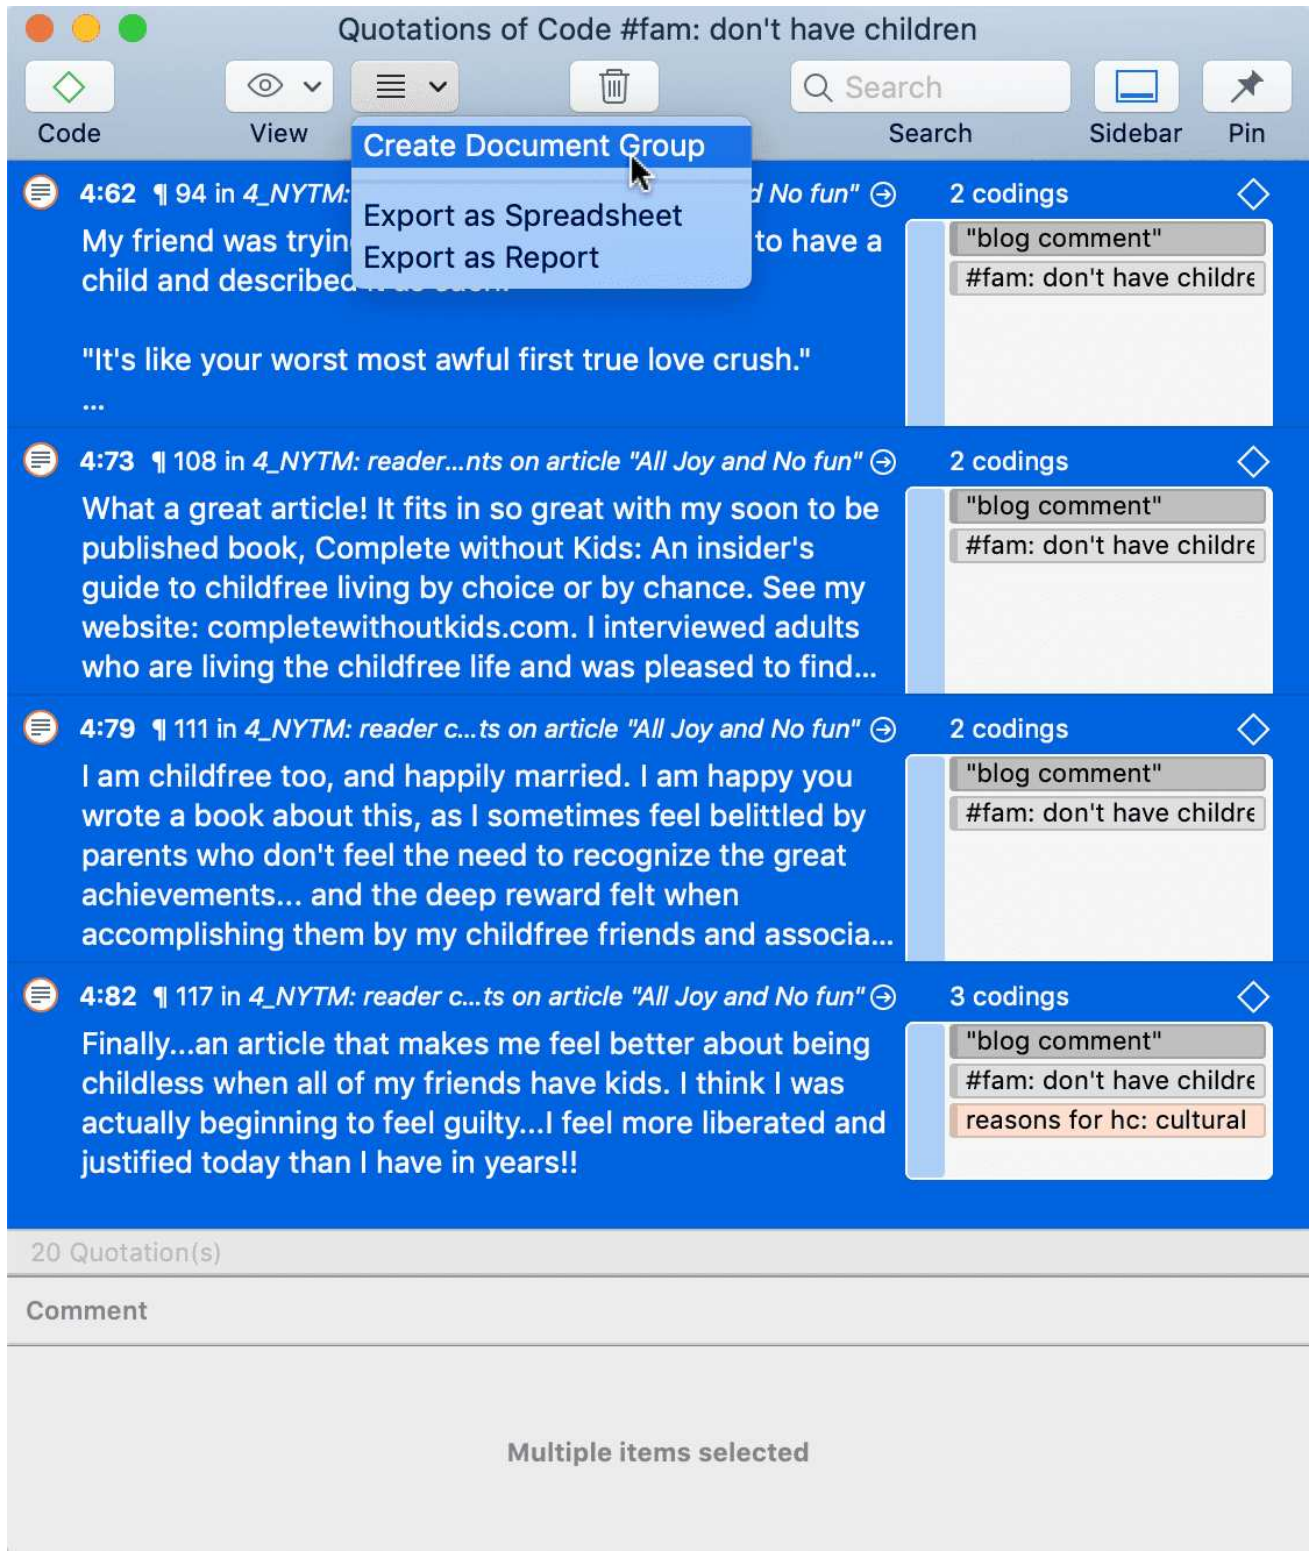 Quotations of Code #fam: don't have children
Search
Code
View
Search
Sidebar
Pin
Create Document Group
Export as Spreadsheet
Export as Report
4:62 ¶ 94 in 4_NYTM: d No fun"
2 codings
My friend was tryin to have a
child and described
"It's like your worst most awful first true love crush."
...
"blog comment"
#fam: don't have childre
4:73 ¶ 108 in 4_NYTM: reader...nts on article "All Joy and No fun"
2 codings
What a great article! It fits in so great with my soon to be
published book, Complete without Kids: An insider's
guide to childfree living by choice or by chance. See my
website: completewithoutkids.com. I interviewed adults
who are living the childfree life and was pleased to find...
"blog comment"
#fam: don't have childre
4:79 ¶ 111 in 4_NYTM: reader c...ts on article "All Joy and No fun"
2 codings
I am childfree too, and happily married. I am happy you
wrote a book about this, as I sometimes feel belittled by
parents who don't feel the need to recognize the great
achievements... and the deep reward felt when
accomplishing them by my childfree friends and associa...
"blog comment"
#fam: don't have childre
4:82 ¶ 117 in 4_NYTM: reader c...ts on article "All Joy and No fun"
3 codings
Finally...an article that makes me feel better about being
childless when all of my friends have kids. I think I was
actually beginning to feel guilty...I feel more liberated and
justified today than I have in years!!
"blog comment"
#fam: don't have childre
reasons for hc: cultural
20 Quotation(s)
Comment
Multiple items selected